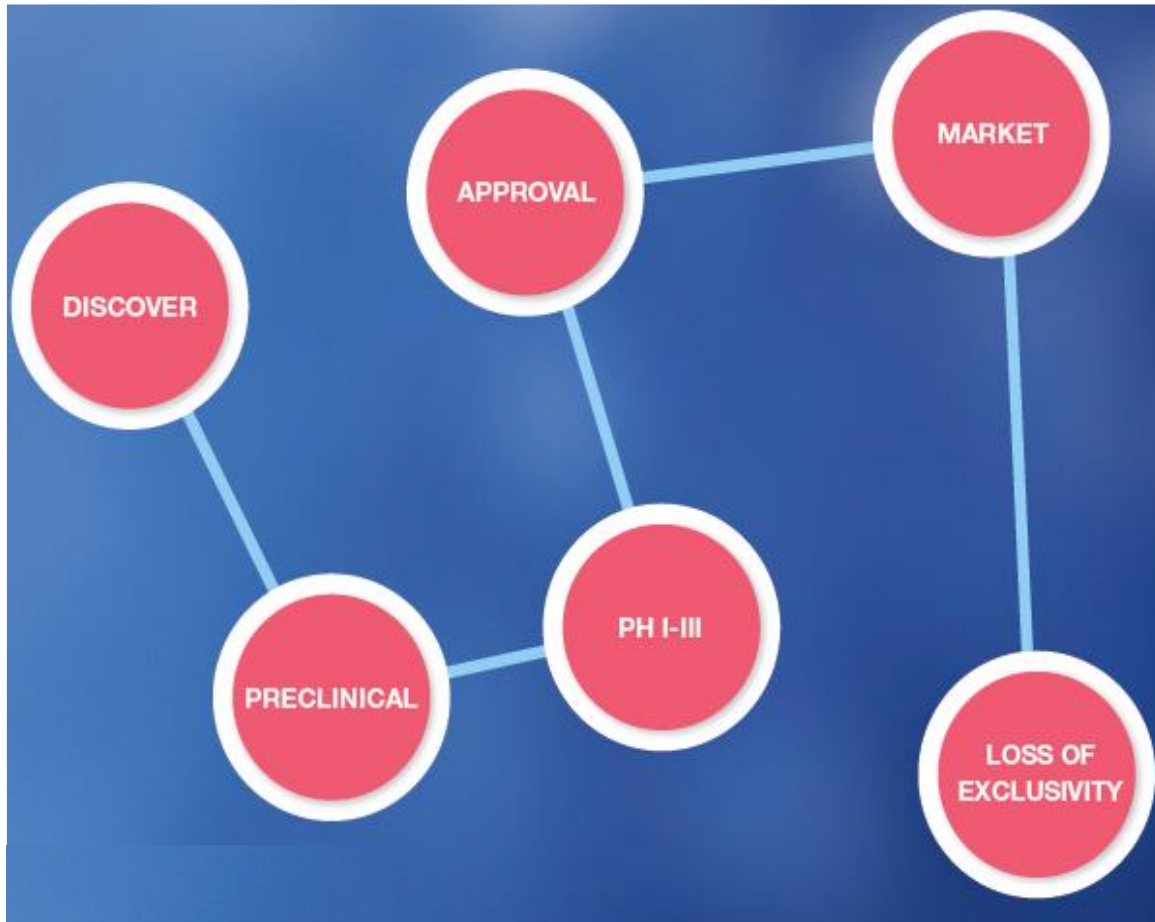 DISCOVER
PRECLINICAL
PH I-III
APPROVAL
MARKET
LOSS OF
EXCLUSIVITY